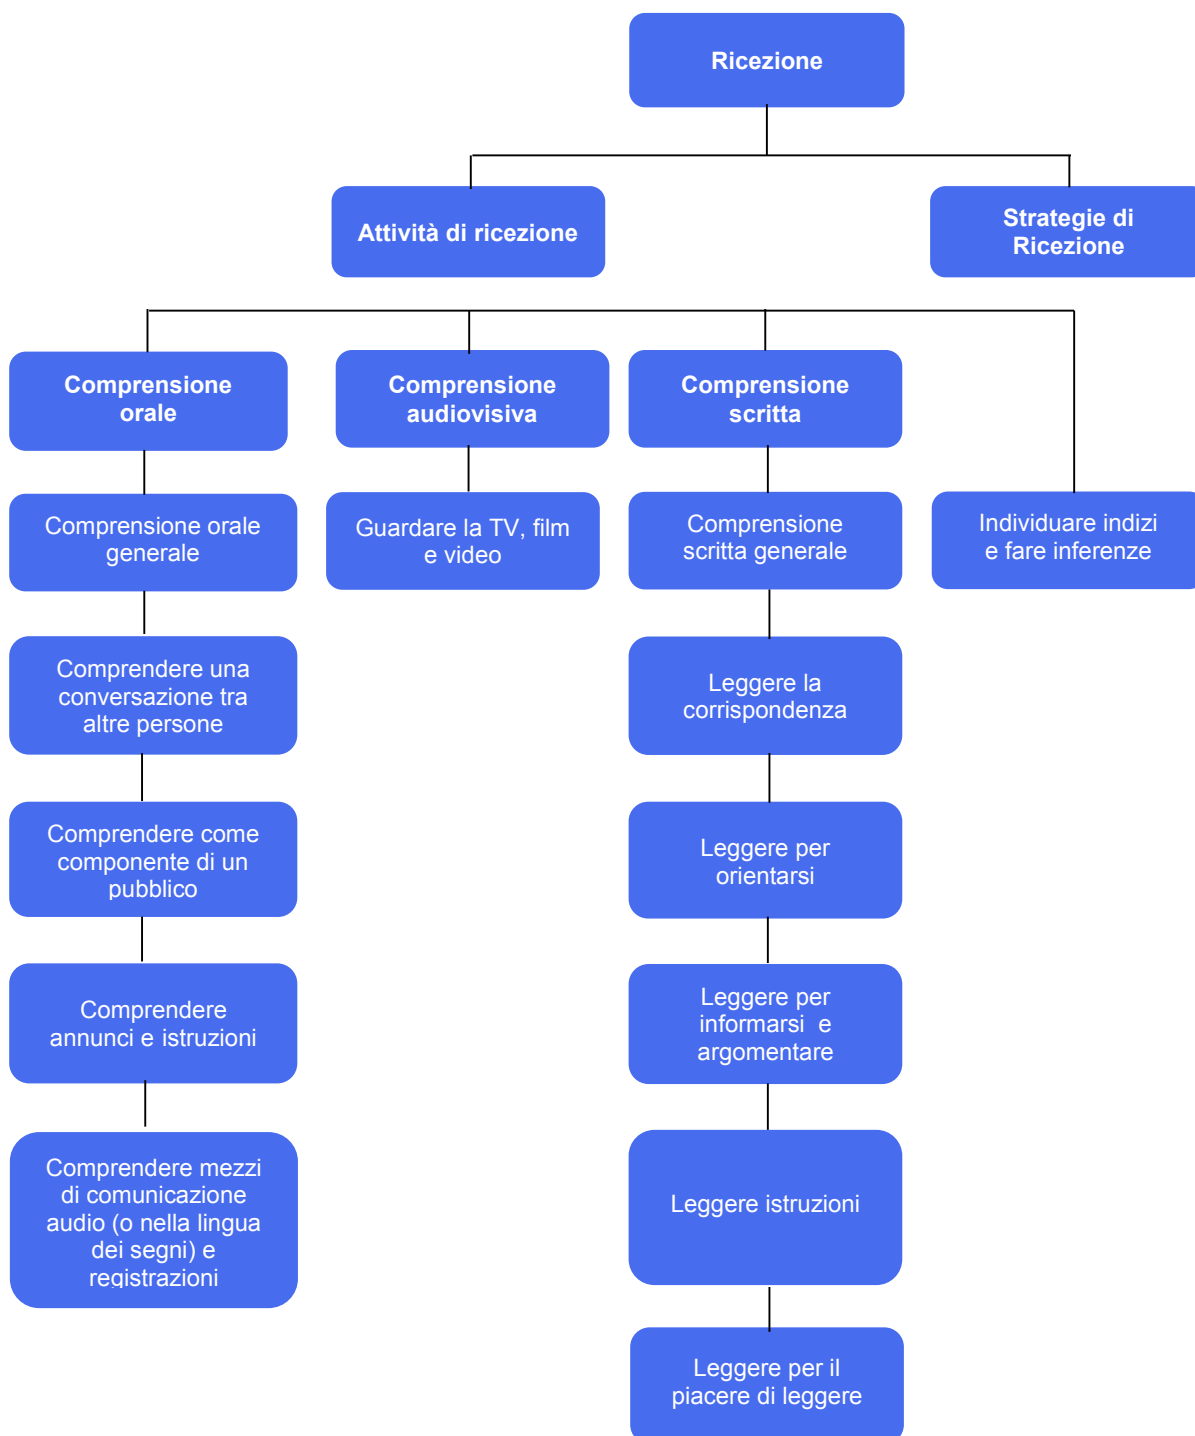 Ricezione
Attività di ricezione
Strategie di
Ricezione
Comprensione
orale
Comprensione
audiovisiva
Comprensione
scritta
Comprensione orale
generale
Guardare la TV, film
e video
Comprensione
scritta generale
Individuare indizi
e fare inferenze
Comprendere una
conversazione tra
altre persone
Leggere la
corrispondenza
Comprendere come
componente di un
pubblico
Leggere per
orientarsi
Comprendere
annunci e istruzioni
Leggere per
informarsi e
argomentare
Comprendere mezzi
di comunicazione
audio (o nella lingua
dei segni) e
registrazioni
Leggere istruzioni
Leggere per il
piacere di leggere